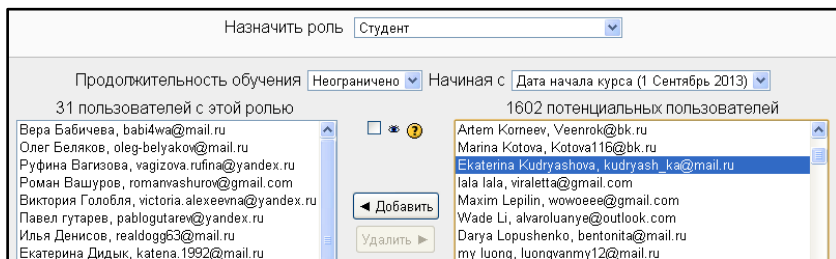 Назначить роль Студент
Продолжительность обучения Неограничено Начиная с Дата начала курса (1 Сентябрь 2013)
31 пользователей с этой ролью
1602 потенциальных пользователей
Вера Бабичева, babi4wa@mail.ru
Олег Беляков, oleg-belyakov@mail.ru
Руфина Вагизова, vagizova.rufina@yandex.ru
Роман Вашуров, romanvashurov@gmail.com
Виктория Голобля, victoria.alexeevna@yandex.ru
Павел гутарев, pablogutarev@yandex.ru
Илья Денисов, realdogg63@mail.ru
Екатерина Дидык, katena.1992@mail.ru
?
◄ Добавить
Удалить ►
Artem Korneev, Veenrok@bk.ru
Marina Kotova, Kotova116@bk.ru
Ekaterina Kudryashova, kudryash_ka@mail.ru
lala lala, viraletta@gmail.com
Maxim Lepilin, wowoeee@gmail.com
Wade Li, alvaroluanye@outlook.com
Darya Lopushenko, bentonita@mail.ru
my luong, luongyanmy12@mail.ru